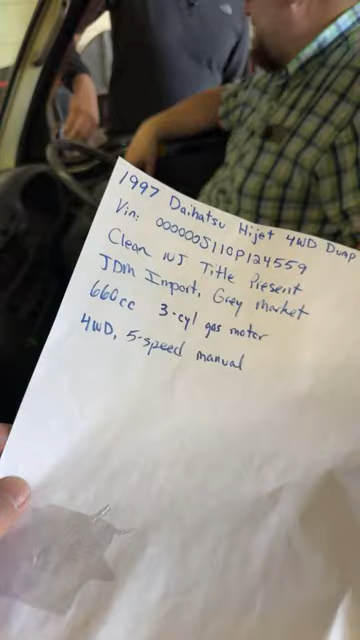 1997 Daihatsu Hijet 4WD Dump
Vin: 000000S110P124559
Clean NJ Title Present
JDM Import, Grey Market
660cc 3-cyl gas motor
4WD, 5-speed manual